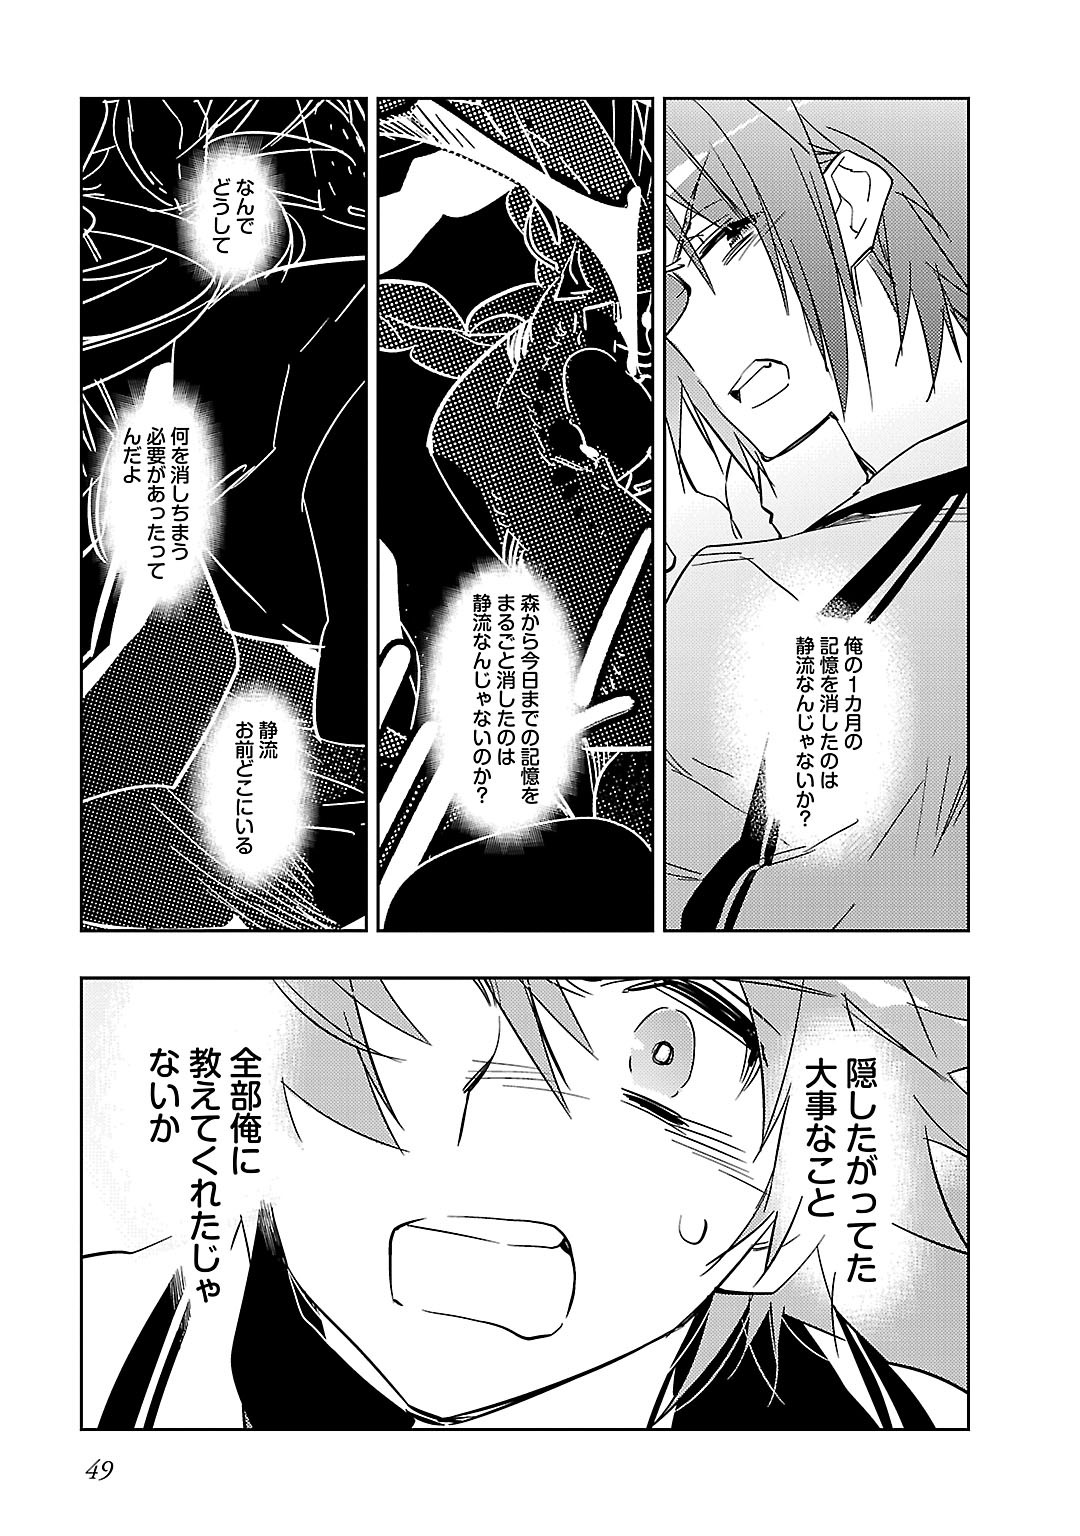 俺の1カ月の
記憶を消したのは
静流なんじゃないか?
森から今日までの記憶を
まるごと消したのは
静流なんじゃないのか?
なんで
どうして
何を消しちまう
必要があったって
んだよ
静流
お前どこにいる
隠したがってた
大事なこと
全部俺に
教えてくれたじゃ
ないか
49